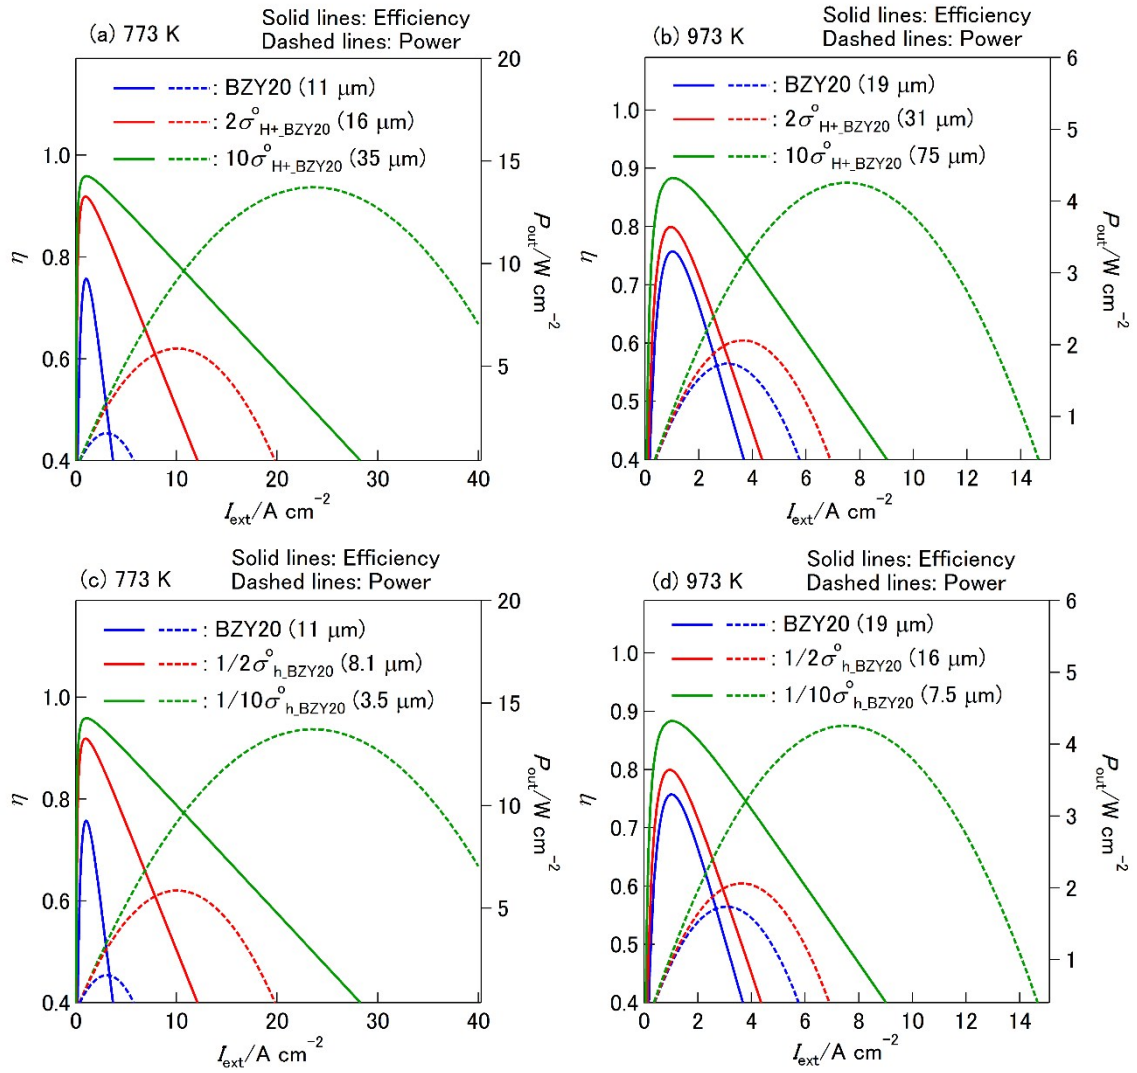 Solid lines: Efficiency
(a) 773 K
Dashed lines: Power
20
: BZY20 (11 μm)
: 2σ°H+_BZY20 (16 μm)
: 10σ°H+_BZY20 (35 μm)
1.0
15
0.8
10
0.6
5
0.4
η
Pout/W cm−2
0 10 20 30 40
Iext/A cm−2
Solid lines: Efficiency
(b) 973 K
Dashed lines: Power
6
: BZY20 (19 μm)
1.0
5
: 2σ°H+_BZY20 (31 μm)
0.9
: 10σ°H+_BZY20 (75 μm)
4
0.8
0.7
3
0.6
2
0.5
1
0.4
η
Pout/W cm−2
0 2 4 6 8 10 12 14
Iext/A cm−2
Solid lines: Efficiency
(c) 773 K
Dashed lines: Power
20
: BZY20 (11 μm)
: 1/2σ°h_BZY20 (8.1 μm)
: 1/10σ°h_BZY20 (3.5 μm)
1.0
15
0.8
10
0.6
5
0.4
η
Pout/W cm−2
0 10 20 30 40
Iext/A cm−2
Solid lines: Efficiency
(d) 973 K
Dashed lines: Power
6
: BZY20 (19 μm)
1.0
5
: 1/2σ°h_BZY20 (16 μm)
0.9
: 1/10σ°h_BZY20 (7.5 μm)
4
0.8
0.7
3
0.6
2
0.5
1
0.4
η
Pout/W cm−2
0 2 4 6 8 10 12 14
Iext/A cm−2